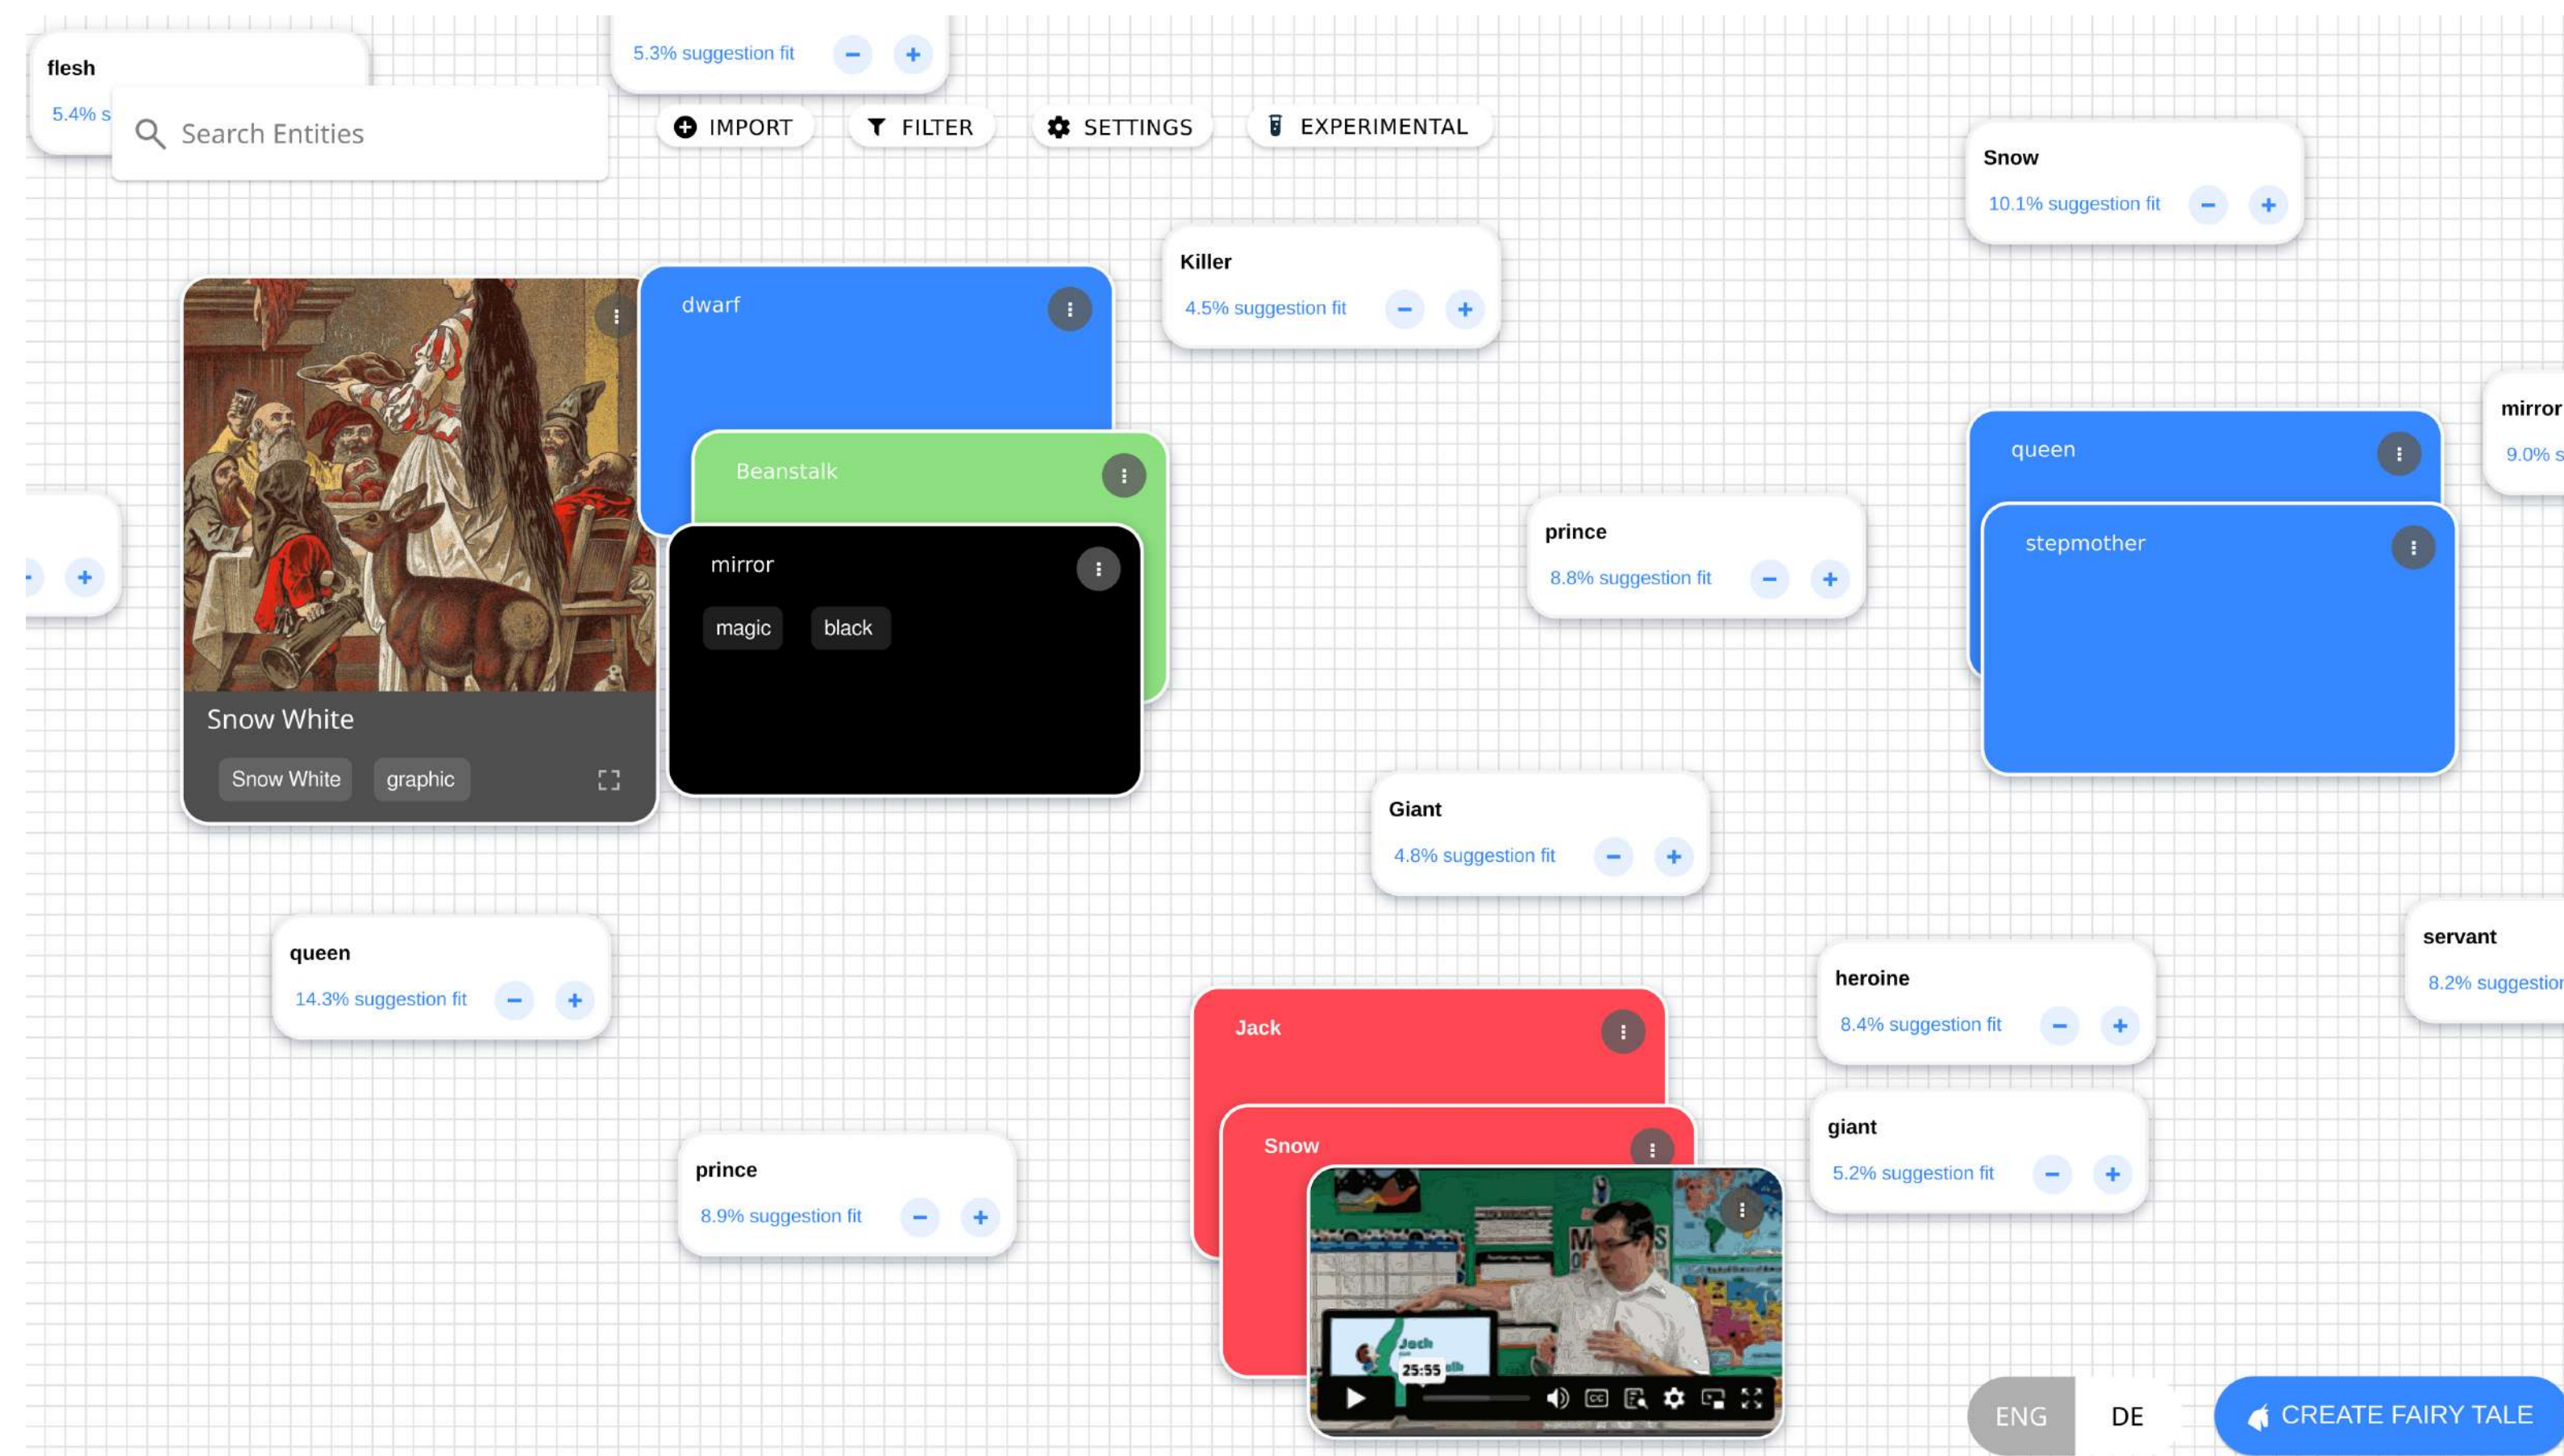 flesh
5.4% s
5.3% suggestion fit
Search Entities
IMPORT
FILTER
SETTINGS
EXPERIMENTAL
Snow
10.1% suggestion fit
Killer
4.5% suggestion fit
dwarf
Beanstalk
mirror
magic
black
Snow White
Snow White
graphic
prince
8.8% suggestion fit
queen
stepmother
mirror
9.0% s
Giant
4.8% suggestion fit
queen
14.3% suggestion fit
prince
8.9% suggestion fit
heroine
8.4% suggestion fit
servant
8.2% suggestion
giant
5.2% suggestion fit
Jack
Snow
Jack
25:55
CC
ENG
DE
CREATE FAIRY TALE